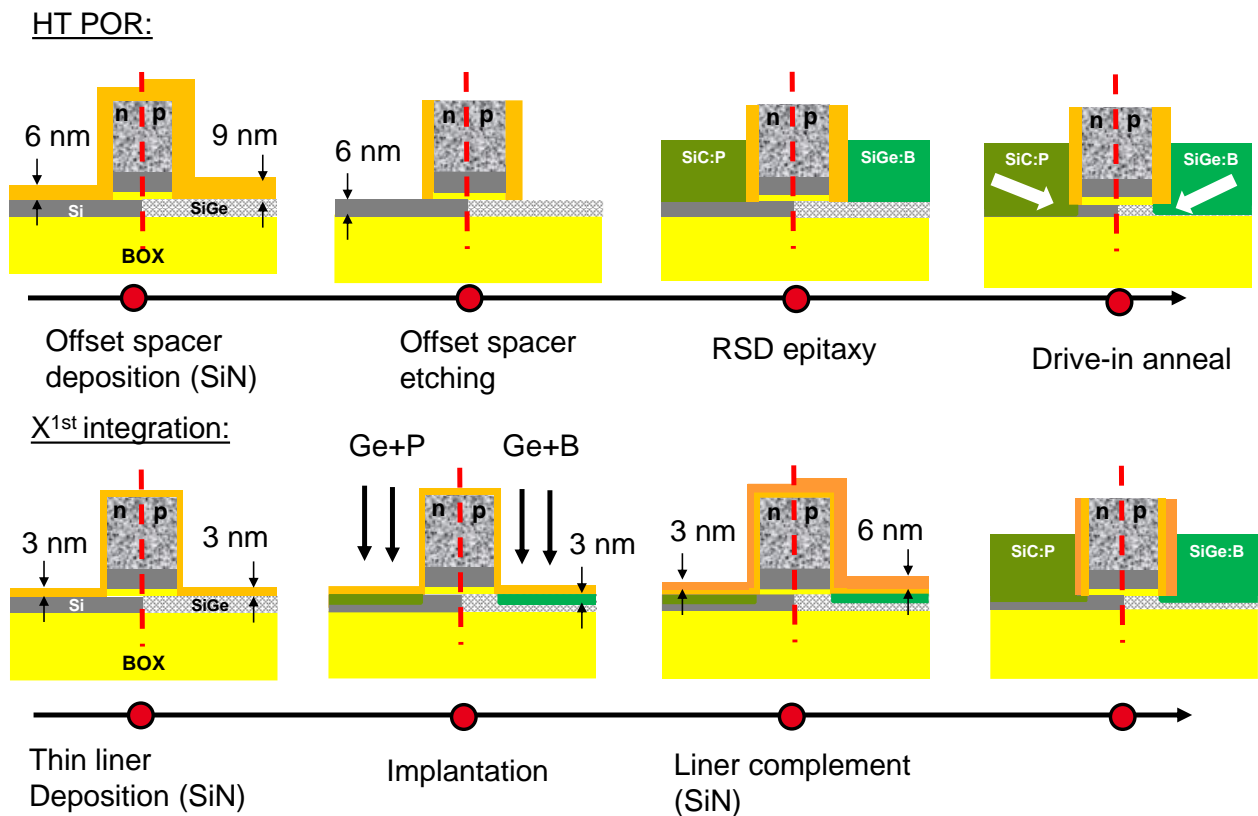 HT POR:
n p
6 nm
9 nm
Si
SiGe
BOX
Offset spacer
deposition (SiN)
n p
6 nm
Offset spacer
etching
n p
SiC:P
SiGe:B
RSD epitaxy
n p
SiC:P
SiGe:B
Drive-in anneal
X1st integration:
n p
3 nm
3 nm
Si
SiGe
BOX
Thin liner
Deposition (SiN)
Ge+P
Ge+B
n p
3 nm
Implantation
n p
3 nm
6 nm
Liner complement
(SiN)
n p
SiC:P
SiGe:B